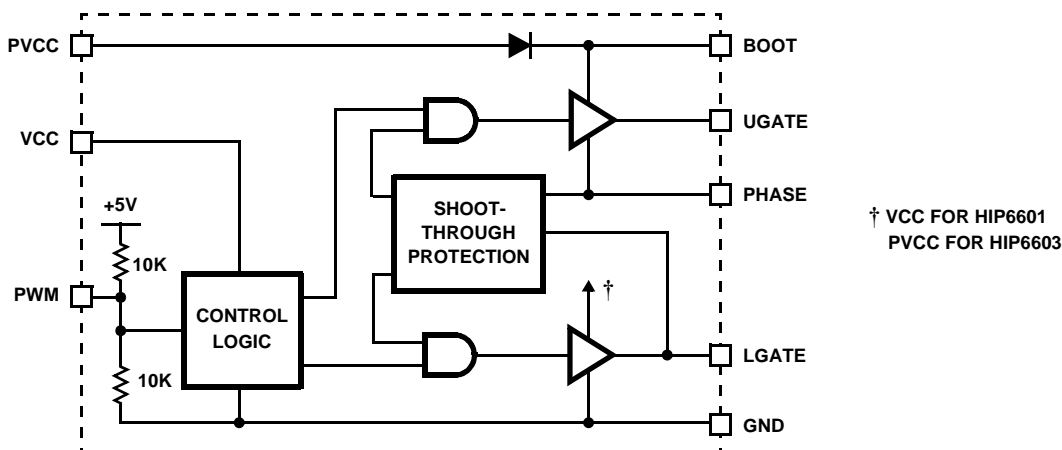 PVCC
BOOT
VCC
UGATE
+5V
10K
PWM
SHOOT-
THROUGH
PROTECTION
PHASE
† VCC FOR HIP6601
PVCC FOR HIP6603
†
CONTROL
LOGIC
10K
LGATE
GND